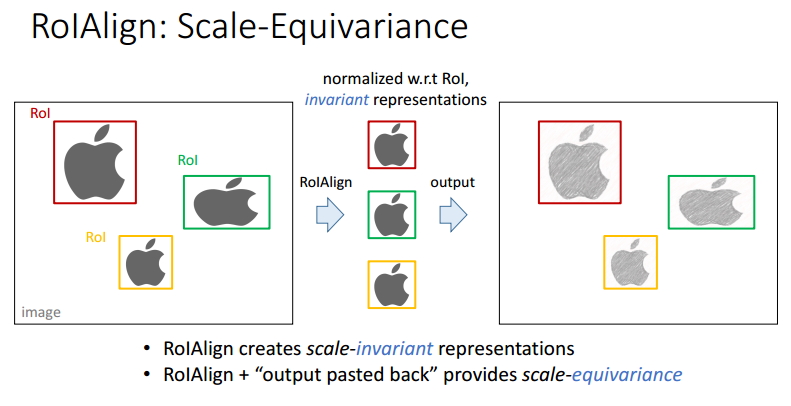 RoIAlign: Scale-Equivariance
normalized w.r.t RoI,
invariant representations
RoI
RoI
RoI
RoIAlign
output
image
• RoIAlign creates scale-invariant representations
• RoIAlign + “output pasted back” provides scale-equivariance